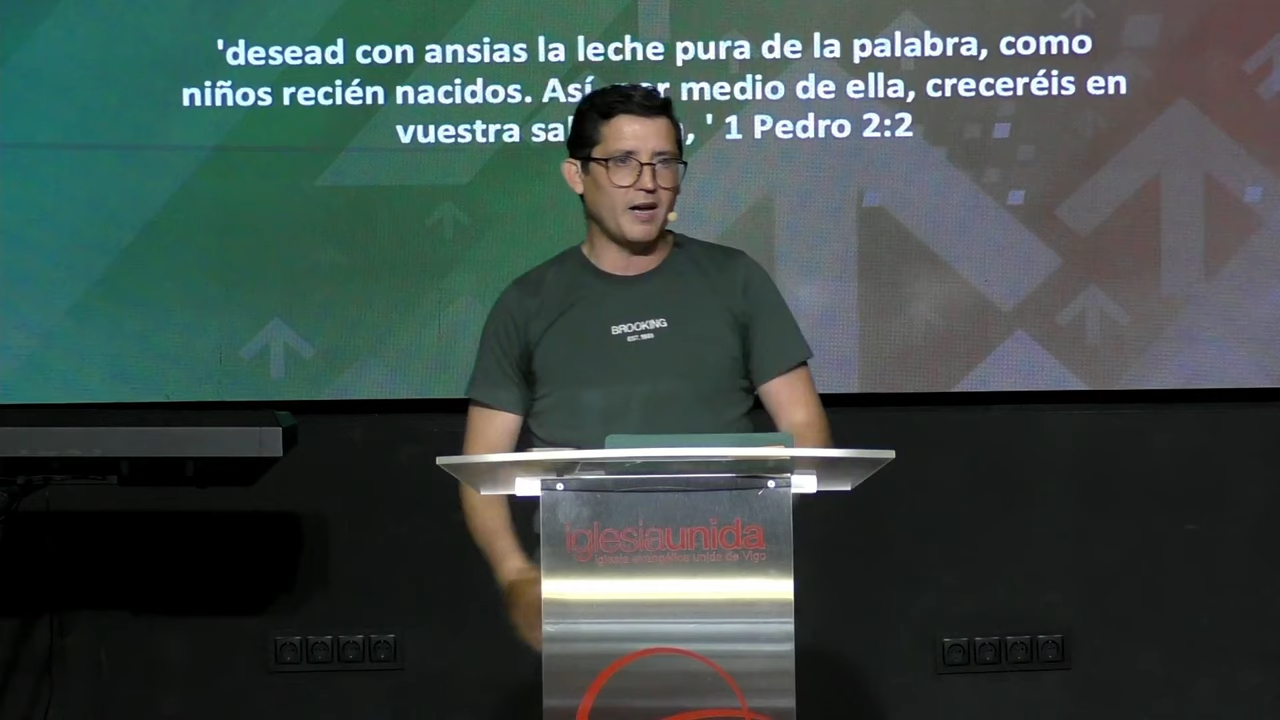 'desead con ansias la leche pura de la palabra, como
niños recién nacidos. Así medio de ella, creceréis en
vuestra , ' 1 Pedro 2:2
BROOKING
EST. 
iglesiaunida
iglesia evangélica unida de Vigo